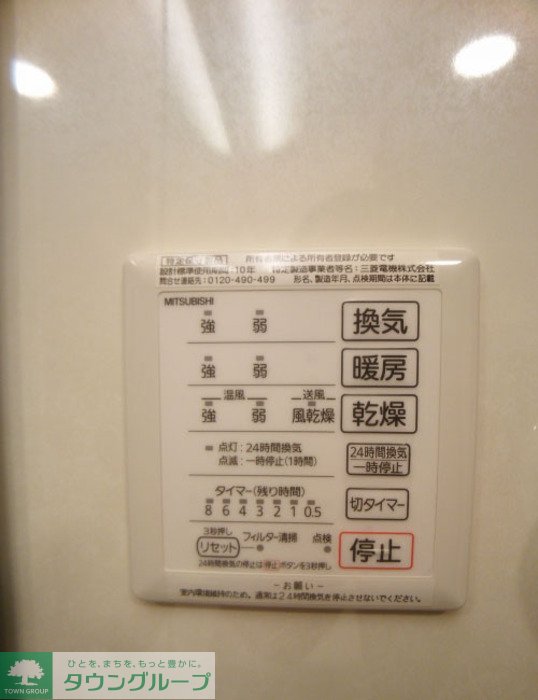 特定保守製品 所有者票による所有者登録が必要です
設計標準使用期間:10年 特定製造事業者等名:三菱電機株式会社
問合せ連絡先:0120-490-499 形名、製造年月、点検期間は本体に記載
MITSUBISHI
強 弱 換気
強 弱 暖房
温風 送風
強 弱 風乾燥 乾燥
点灯:24時間換気
点滅:一時停止(1時間)
24時間換気
一時停止
タイマー(残り時間)
8 6 4 3 2 1 0.5
切タイマー
3秒押し
リセット フィルター清掃 点検
停止
24時間換気の停止は停止ボタンを3秒押し
-お願い-
室内環境維持のため、通常は24時間換気を停止させないでください。
ひとを、まちを、もっと豊かに。
タウングループ
TOWN GROUP